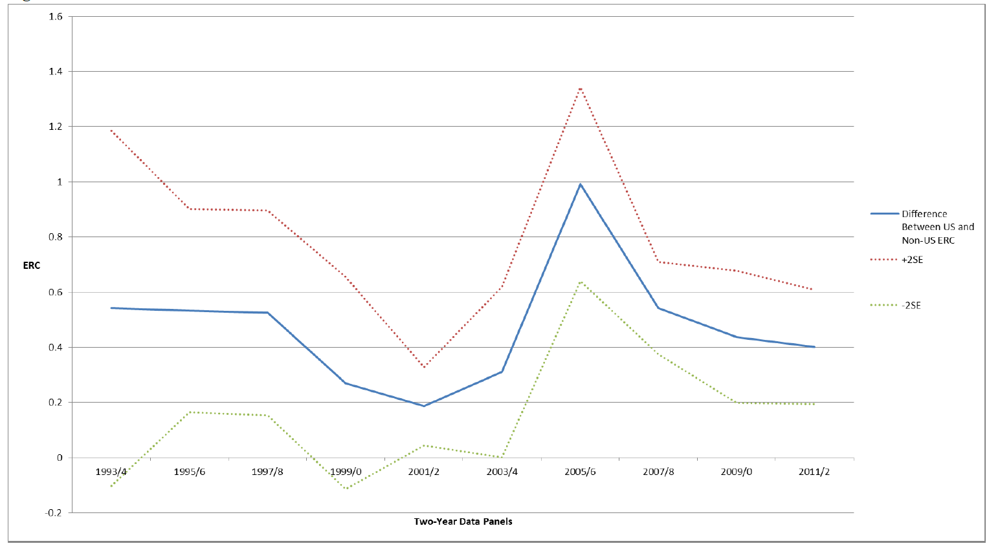 1.6
1.4
1.2
1
0.8
ERC
0.6
0.4
0.2
0
-0.2
1993/4 1995/6 1997/8 1999/0 2001/2 2003/4 2005/6 2007/8 2009/0 2011/2
Two-Year Data Panels
Difference
Between US and
Non-US ERC
+2SE
-2SE